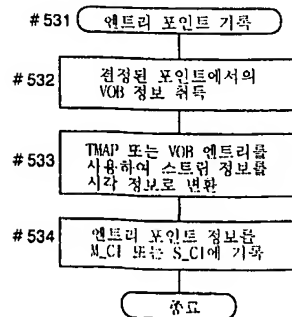 #531 엔트리 포인트 기록
#532 결정된 포인트에서의
VOB 정보 취득
#533 TMAP 또는 VOB 엔트리를
사용하여 스트림 정보를
시각 정보로 변환
#534 엔트리 포인트 정보를
M_CI 또는 S_CI에 기록
종료